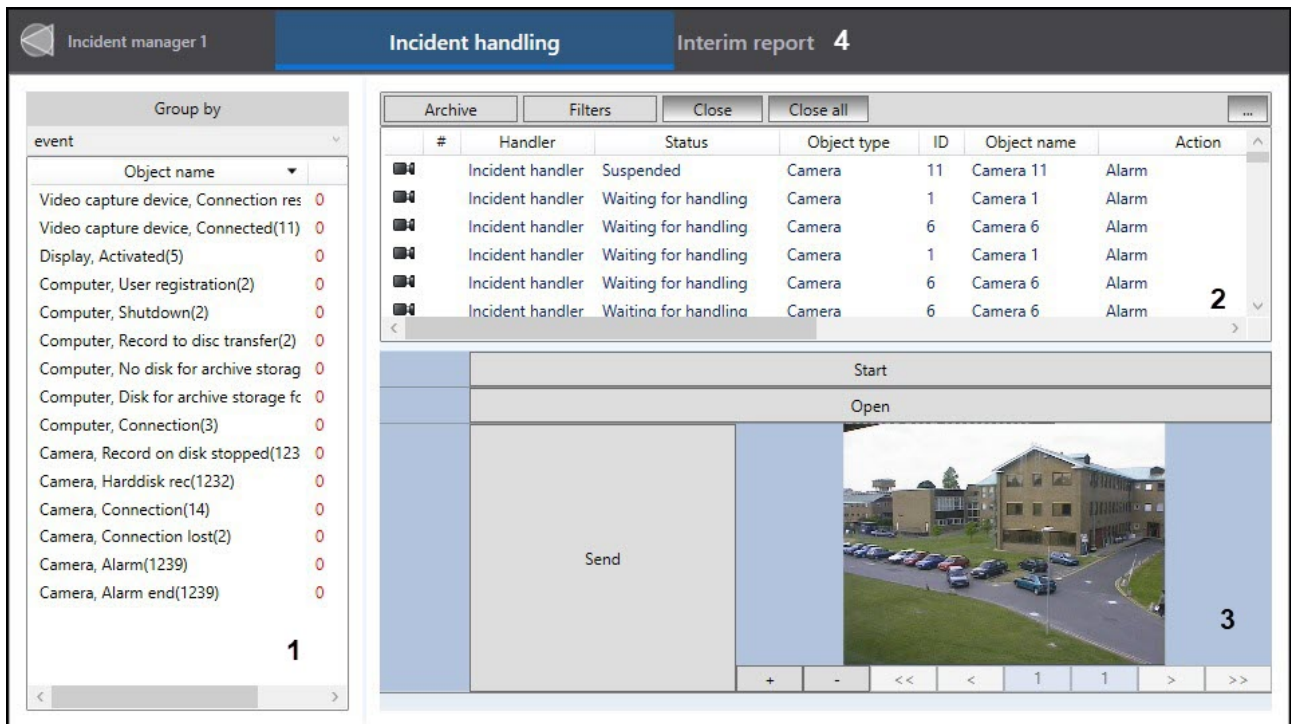 Incident manager 1 Incident handling Interim report 4
Group by
event
Object name
Video capture device, Connection res 0
Video capture device, Connected(11) 0
Display, Activated(5) 0
Computer, User registration(2) 0
Computer, Shutdown(2) 0
Computer, Record to disc transfer(2) 0
Computer, No disk for archive storag 0
Computer, Disk for archive storage fc 0
Computer, Connection(3) 0
Camera, Record on disk stopped(123 0
Camera, Harddisk rec(1232) 0
Camera, Connection(14) 0
Camera, Connection lost(2) 0
Camera, Alarm(1239) 0
Camera, Alarm end(1239) 0
1
Archive Filters Close Close all ...
# Handler Status Object type ID Object name Action
Incident handler Suspended Camera 11 Camera 11 Alarm
Incident handler Waiting for handling Camera 1 Camera 1 Alarm
Incident handler Waiting for handling Camera 6 Camera 6 Alarm
Incident handler Waiting for handling Camera 1 Camera 1 Alarm
Incident handler Waiting for handling Camera 6 Camera 6 Alarm
Incident handler Waiting for handling Camera 6 Camera 6 Alarm
2
Start
Open
Send
3
+ - << < 1 1 > >>